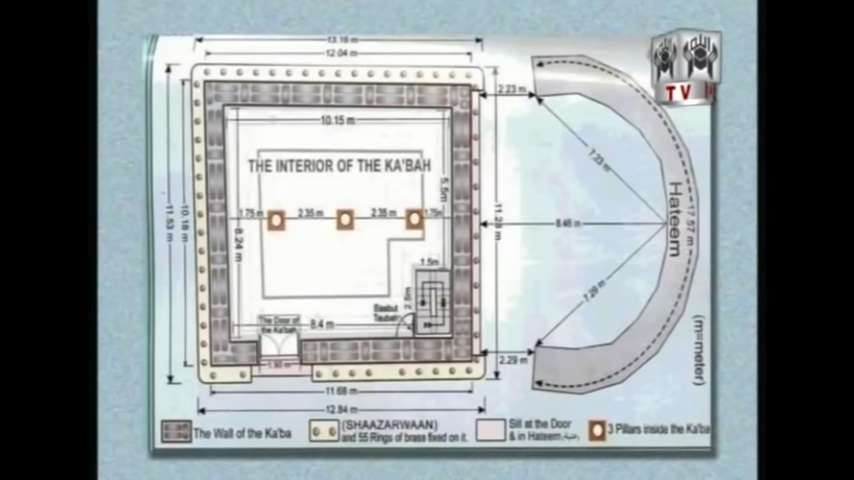 13.16 m
12.04 m
TV
2.23 m
10.15 m
THE INTERIOR OF THE KA'BAH
7.23 m
5.5m
Hateem
17.57 m
1.75 m
2.35 m
2.35 m
1.75m
11.53 m
10.18 m
8.24 m
11.28 m
8.46 m
1.5m
2.5m
7.29 m
Baabut
Taubah
The Door of
the Ka'bah
8.4 m
1.90 m
2.29 m
(m=meter)
11.68 m
12.84 m
The Wall of the Ka'ba
(SHAAZARWAAN)
and 55 Rings of brass fixed on it.
Sill at the Door
& in Hateem
3 Pillars inside the Ka'ba